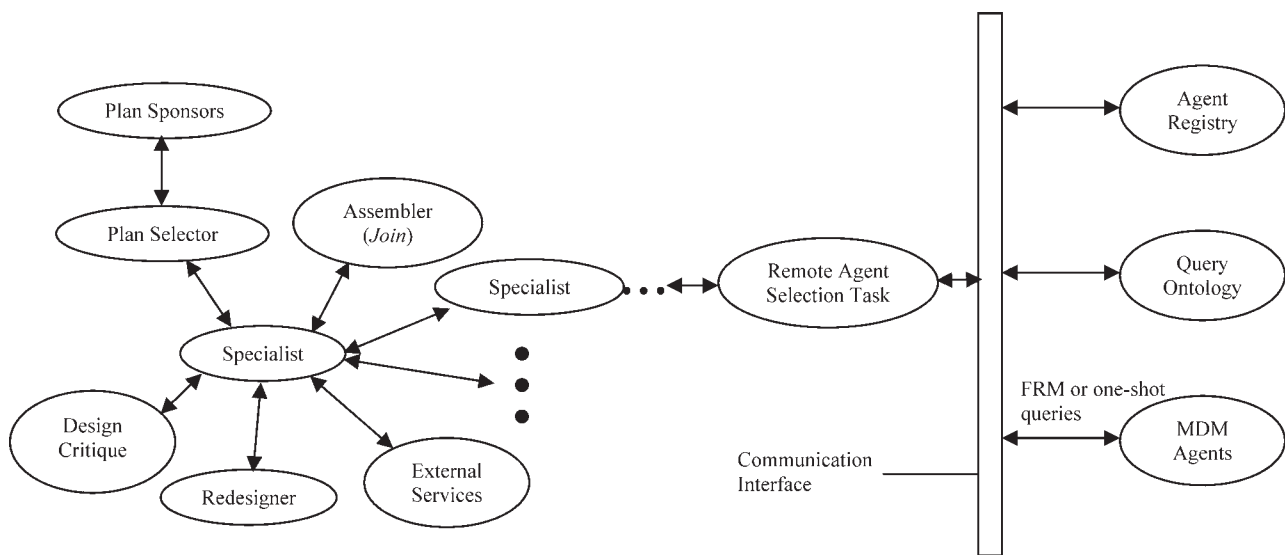 Plan Sponsors
Agent
Registry
Assembler
(Join)
Plan Selector
Specialist
Remote Agent
Selection Task
Query
Ontology
Specialist
FRM or one-shot
queries
Design
Critique
MDM
Agents
External
Services
Communication
Interface
Redesigner